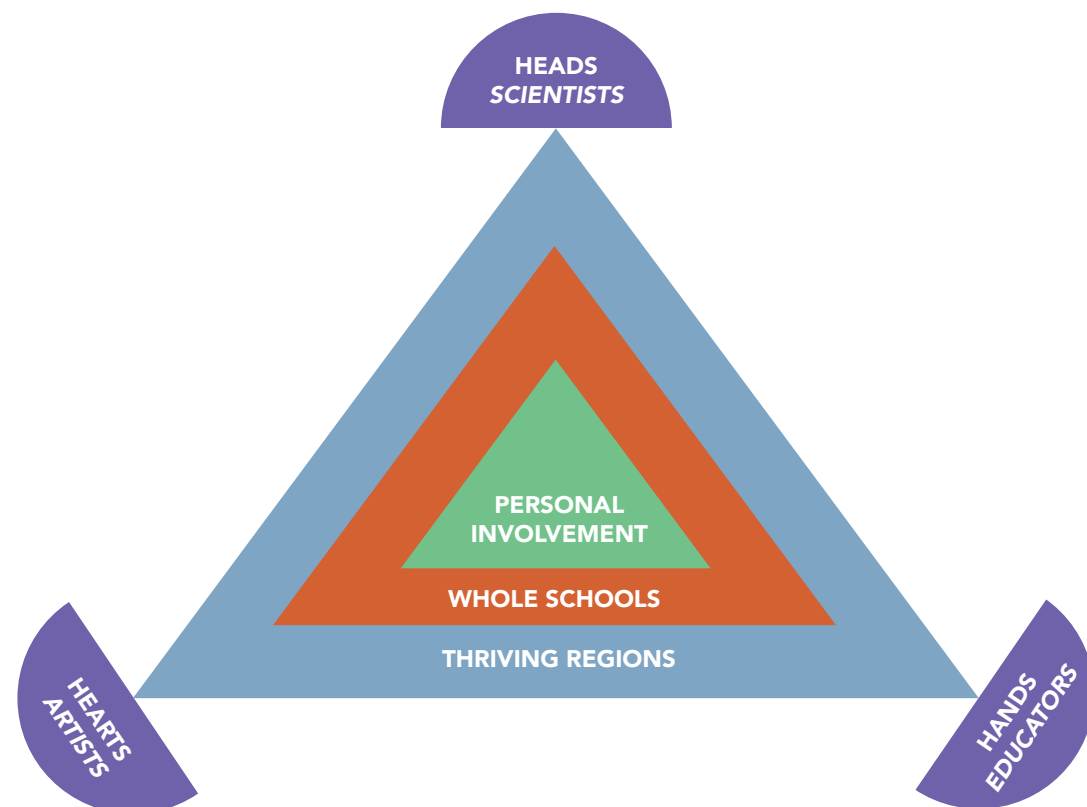 HEADS
SCIENTISTS
PERSONAL
INVOLVEMENT
WHOLE SCHOOLS
THRIVING REGIONS
HEARTS
ARTISTS
HANDS
EDUCATORS